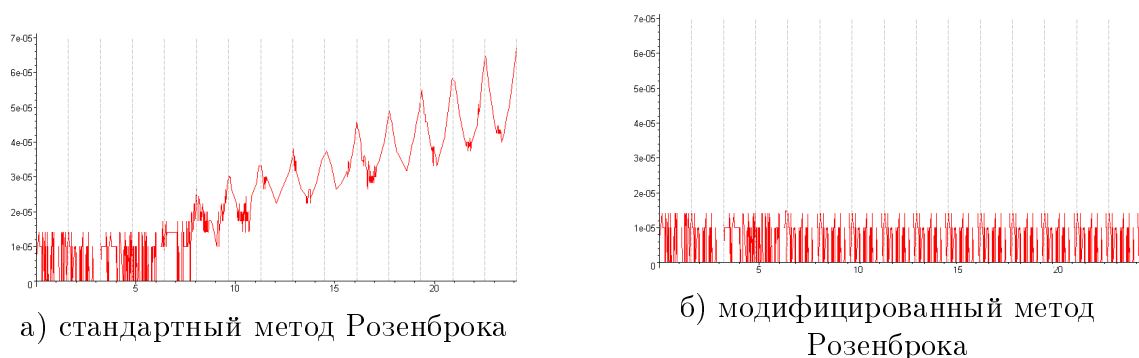 7e-05
6e-05
5e-05
4e-05
3e-05
2e-05
1e-05
0
5
10
15
20
а) стандартный метод Розенброка
7e-05
6e-05
5e-05
4e-05
3e-05
2e-05
1e-05
0
5
10
15
20
б) модифицированный метод
Розенброка